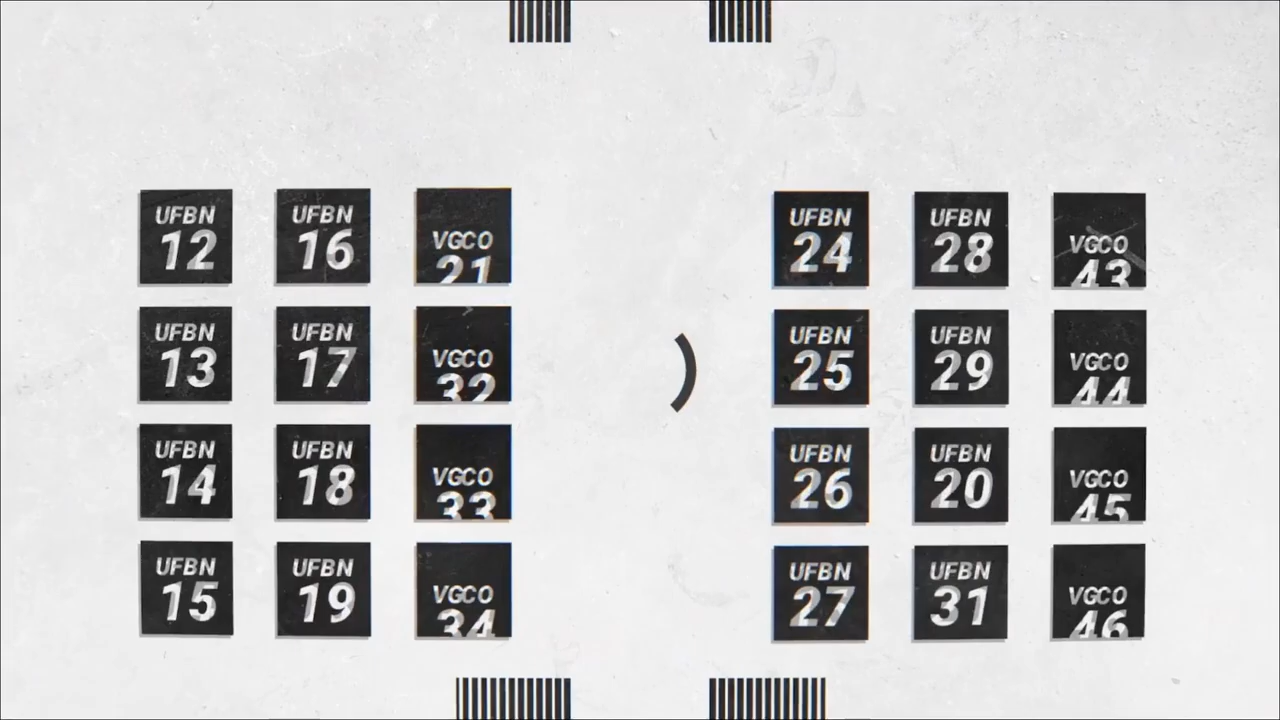 UFBN
12
UFBN
16
VGCO
21
UFBN
13
UFBN
17
VGCO
32
UFBN
14
UFBN
18
VGCO
33
UFBN
15
UFBN
19
VGCO
34
UFBN
24
UFBN
28
VGCO
43
UFBN
25
UFBN
29
VGCO
44
UFBN
26
UFBN
20
VGCO
45
UFBN
27
UFBN
31
VGCO
46